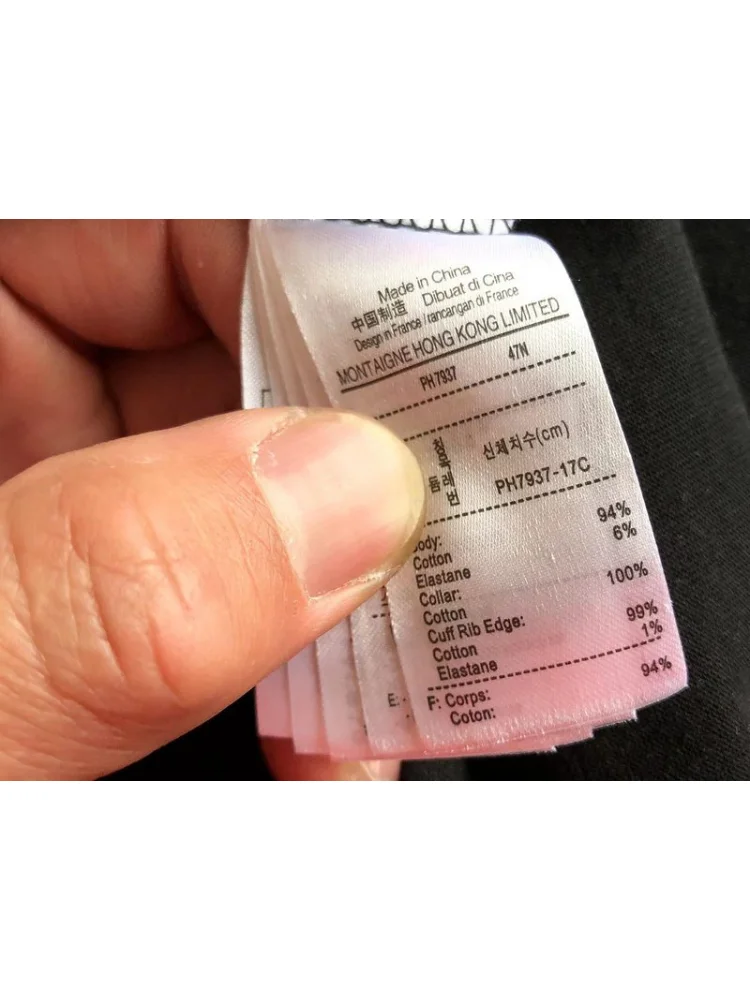 Made in China
中国制造 Dibuat di Cina
Design in France / rancangan di France
MONTAIGNE HONG KONG LIMITED
PH7937 47N
신체치수(cm)
PH7937-17C
94%
ody: 6%
Cotton
Elastane 100%
Collar:
Cotton 99%
Cuff Rib Edge: 1%
Cotton
Elastane 94%
F: Corps:
Coton: